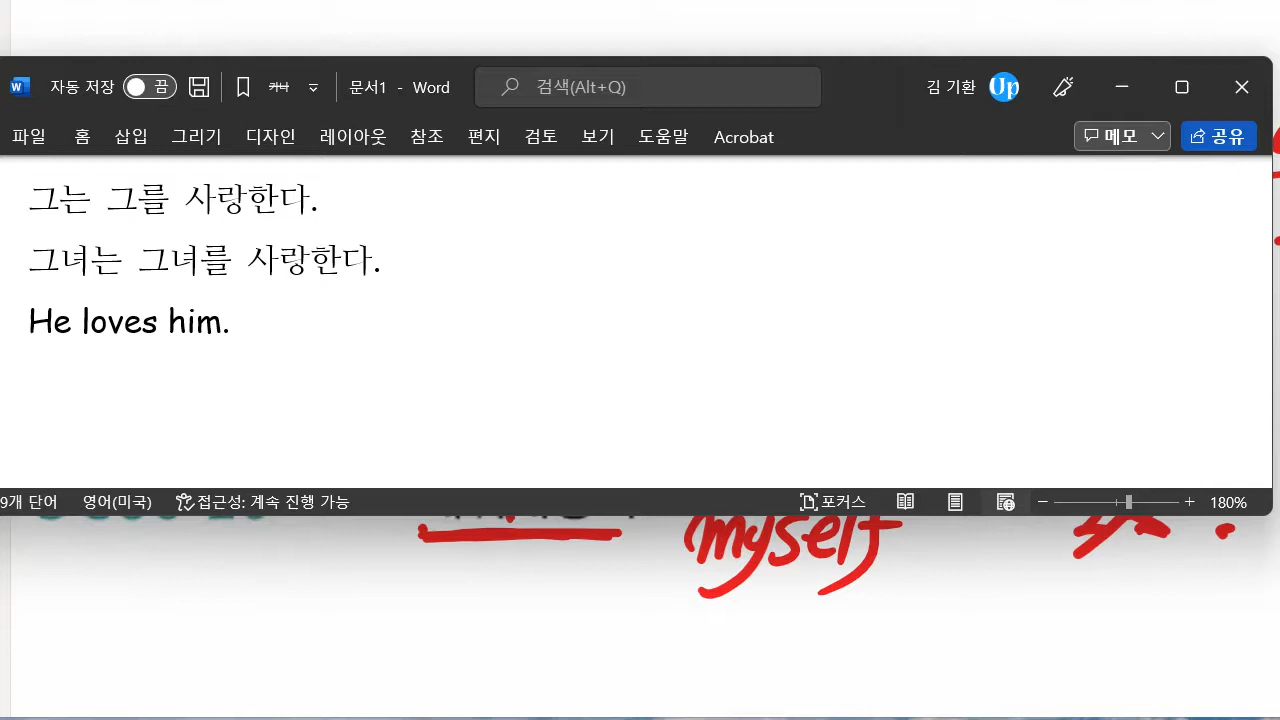 자동 저장 끔 가나 문서1 - Word 검색(Alt+Q) 김 기환 Up
파일 홈 삽입 그리기 디자인 레이아웃 참조 편지 검토 보기 도움말 Acrobat 메모 공유
그는 그를 사랑한다.
그녀는 그녀를 사랑한다.
He loves him.
9개 단어 영어(미국) 접근성: 계속 진행 가능 포커스 180%
myself